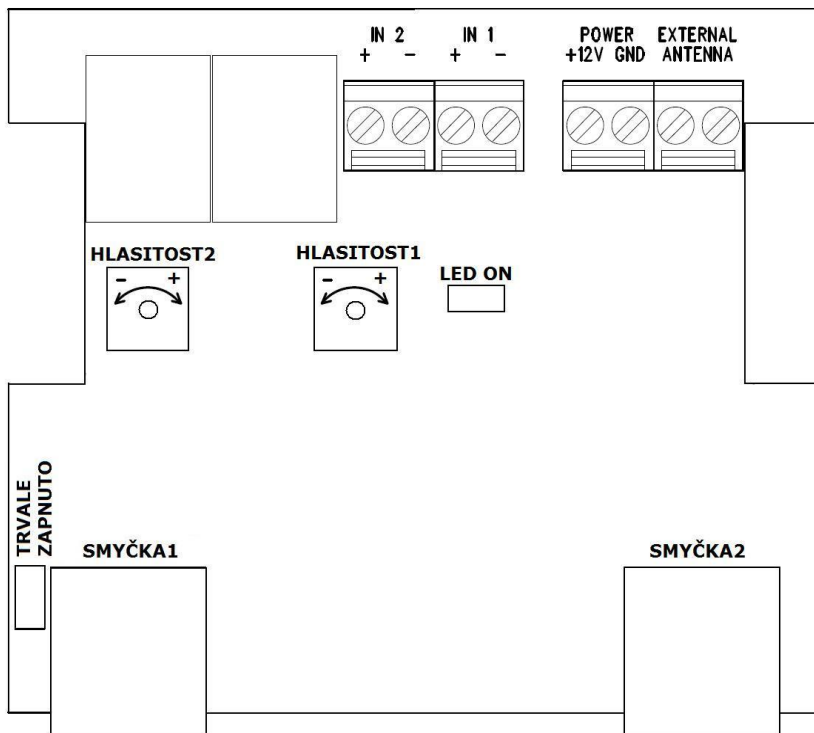 IN 2
+ -
IN 1
+ -
POWER
+12V GND
EXTERNAL
ANTENNA
HLASITOST2
- +
HLASITOST1
- +
LED ON
TRVALE
ZAPNUTO
SMYČKA1
SMYČKA2